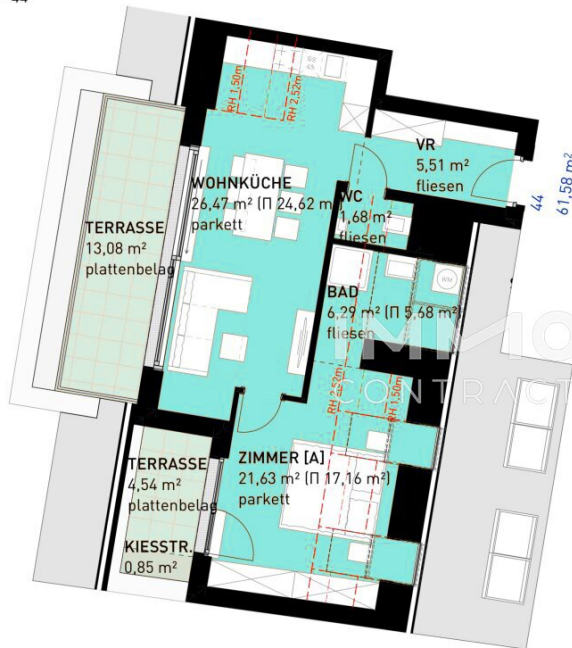 44
RH 1,50m
RH 2,52m
VR
5,51 m²
fliesen
44
61,58 m²
WOHNKÜCHE
26,47 m² (Π 24,62 m
parkett
WC
1,68 m²
fliesen
TERRASSE
13,08 m²
plattenbelag
BAD
6,29 m² (Π 5,68 m²
fliesen
WM
IMMO
CONTRACT
RH 2,52m
RH 1,50m
ZIMMER [A]
21,63 m² (Π 17,16 m²)
parkett
TERRASSE
4,54 m²
plattenbelag
KIESSTR.
0,85 m²